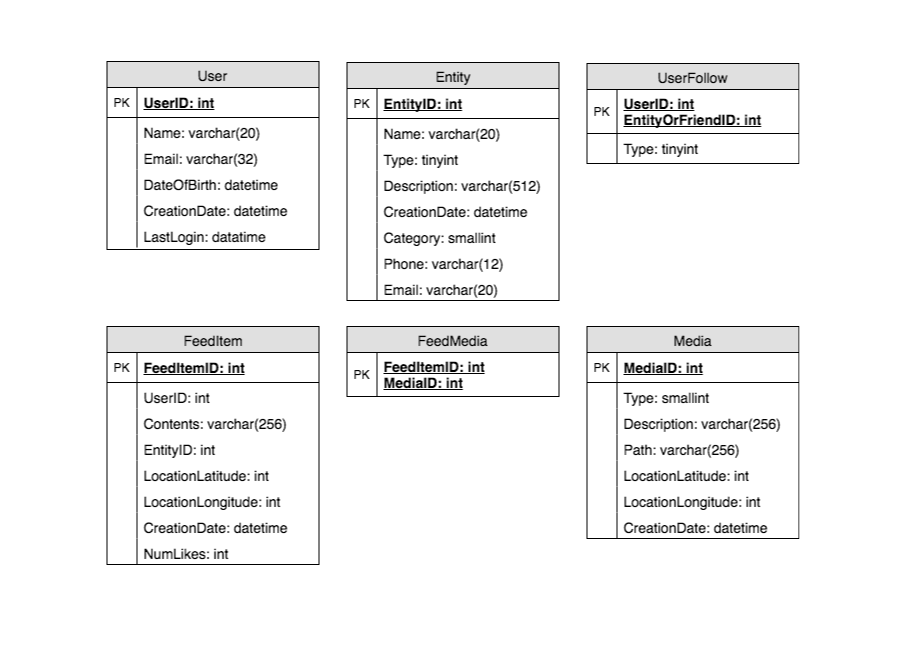 User
PK
UserID: int
Name: varchar(20)
Email: varchar(32)
DateOfBirth: datetime
CreationDate: datetime
LastLogin: datatime
Entity
PK
EntityID: int
Name: varchar(20)
Type: tinyint
Description: varchar(512)
CreationDate: datetime
Category: smallint
Phone: varchar(12)
Email: varchar(20)
UserFollow
PK
UserID: int
EntityOrFriendID: int
Type: tinyint
FeedItem
PK
FeedItemID: int
UserID: int
Contents: varchar(256)
EntityID: int
LocationLatitude: int
LocationLongitude: int
CreationDate: datetime
NumLikes: int
FeedMedia
PK
FeedItemID: int
MediaID: int
Media
PK
MediaID: int
Type: smallint
Description: varchar(256)
Path: varchar(256)
LocationLatitude: int
LocationLongitude: int
CreationDate: datetime